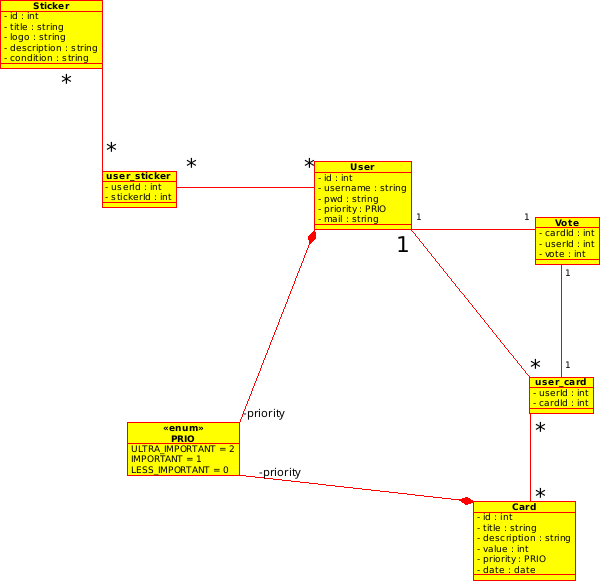 Sticker
- id : int
- title : string
- logo : string
- description : string
- condition : string
*
*
user_sticker
- userId : int
- stickerId : int
*
*
User
- id : int
- username : string
- pwd : string
- priority : PRIO
- mail : string
1
1
1
Vote
- cardId : int
- userId : int
- vote : int
1
1
*
user_card
- userId : int
- cardId : int
-priority
«enum»
PRIO
ULTRA_IMPORTANT = 2
IMPORTANT = 1
LESS_IMPORTANT = 0
-priority
*
*
Card
- id : int
- title : string
- description : string
- value : int
- priority : PRIO
- date : date